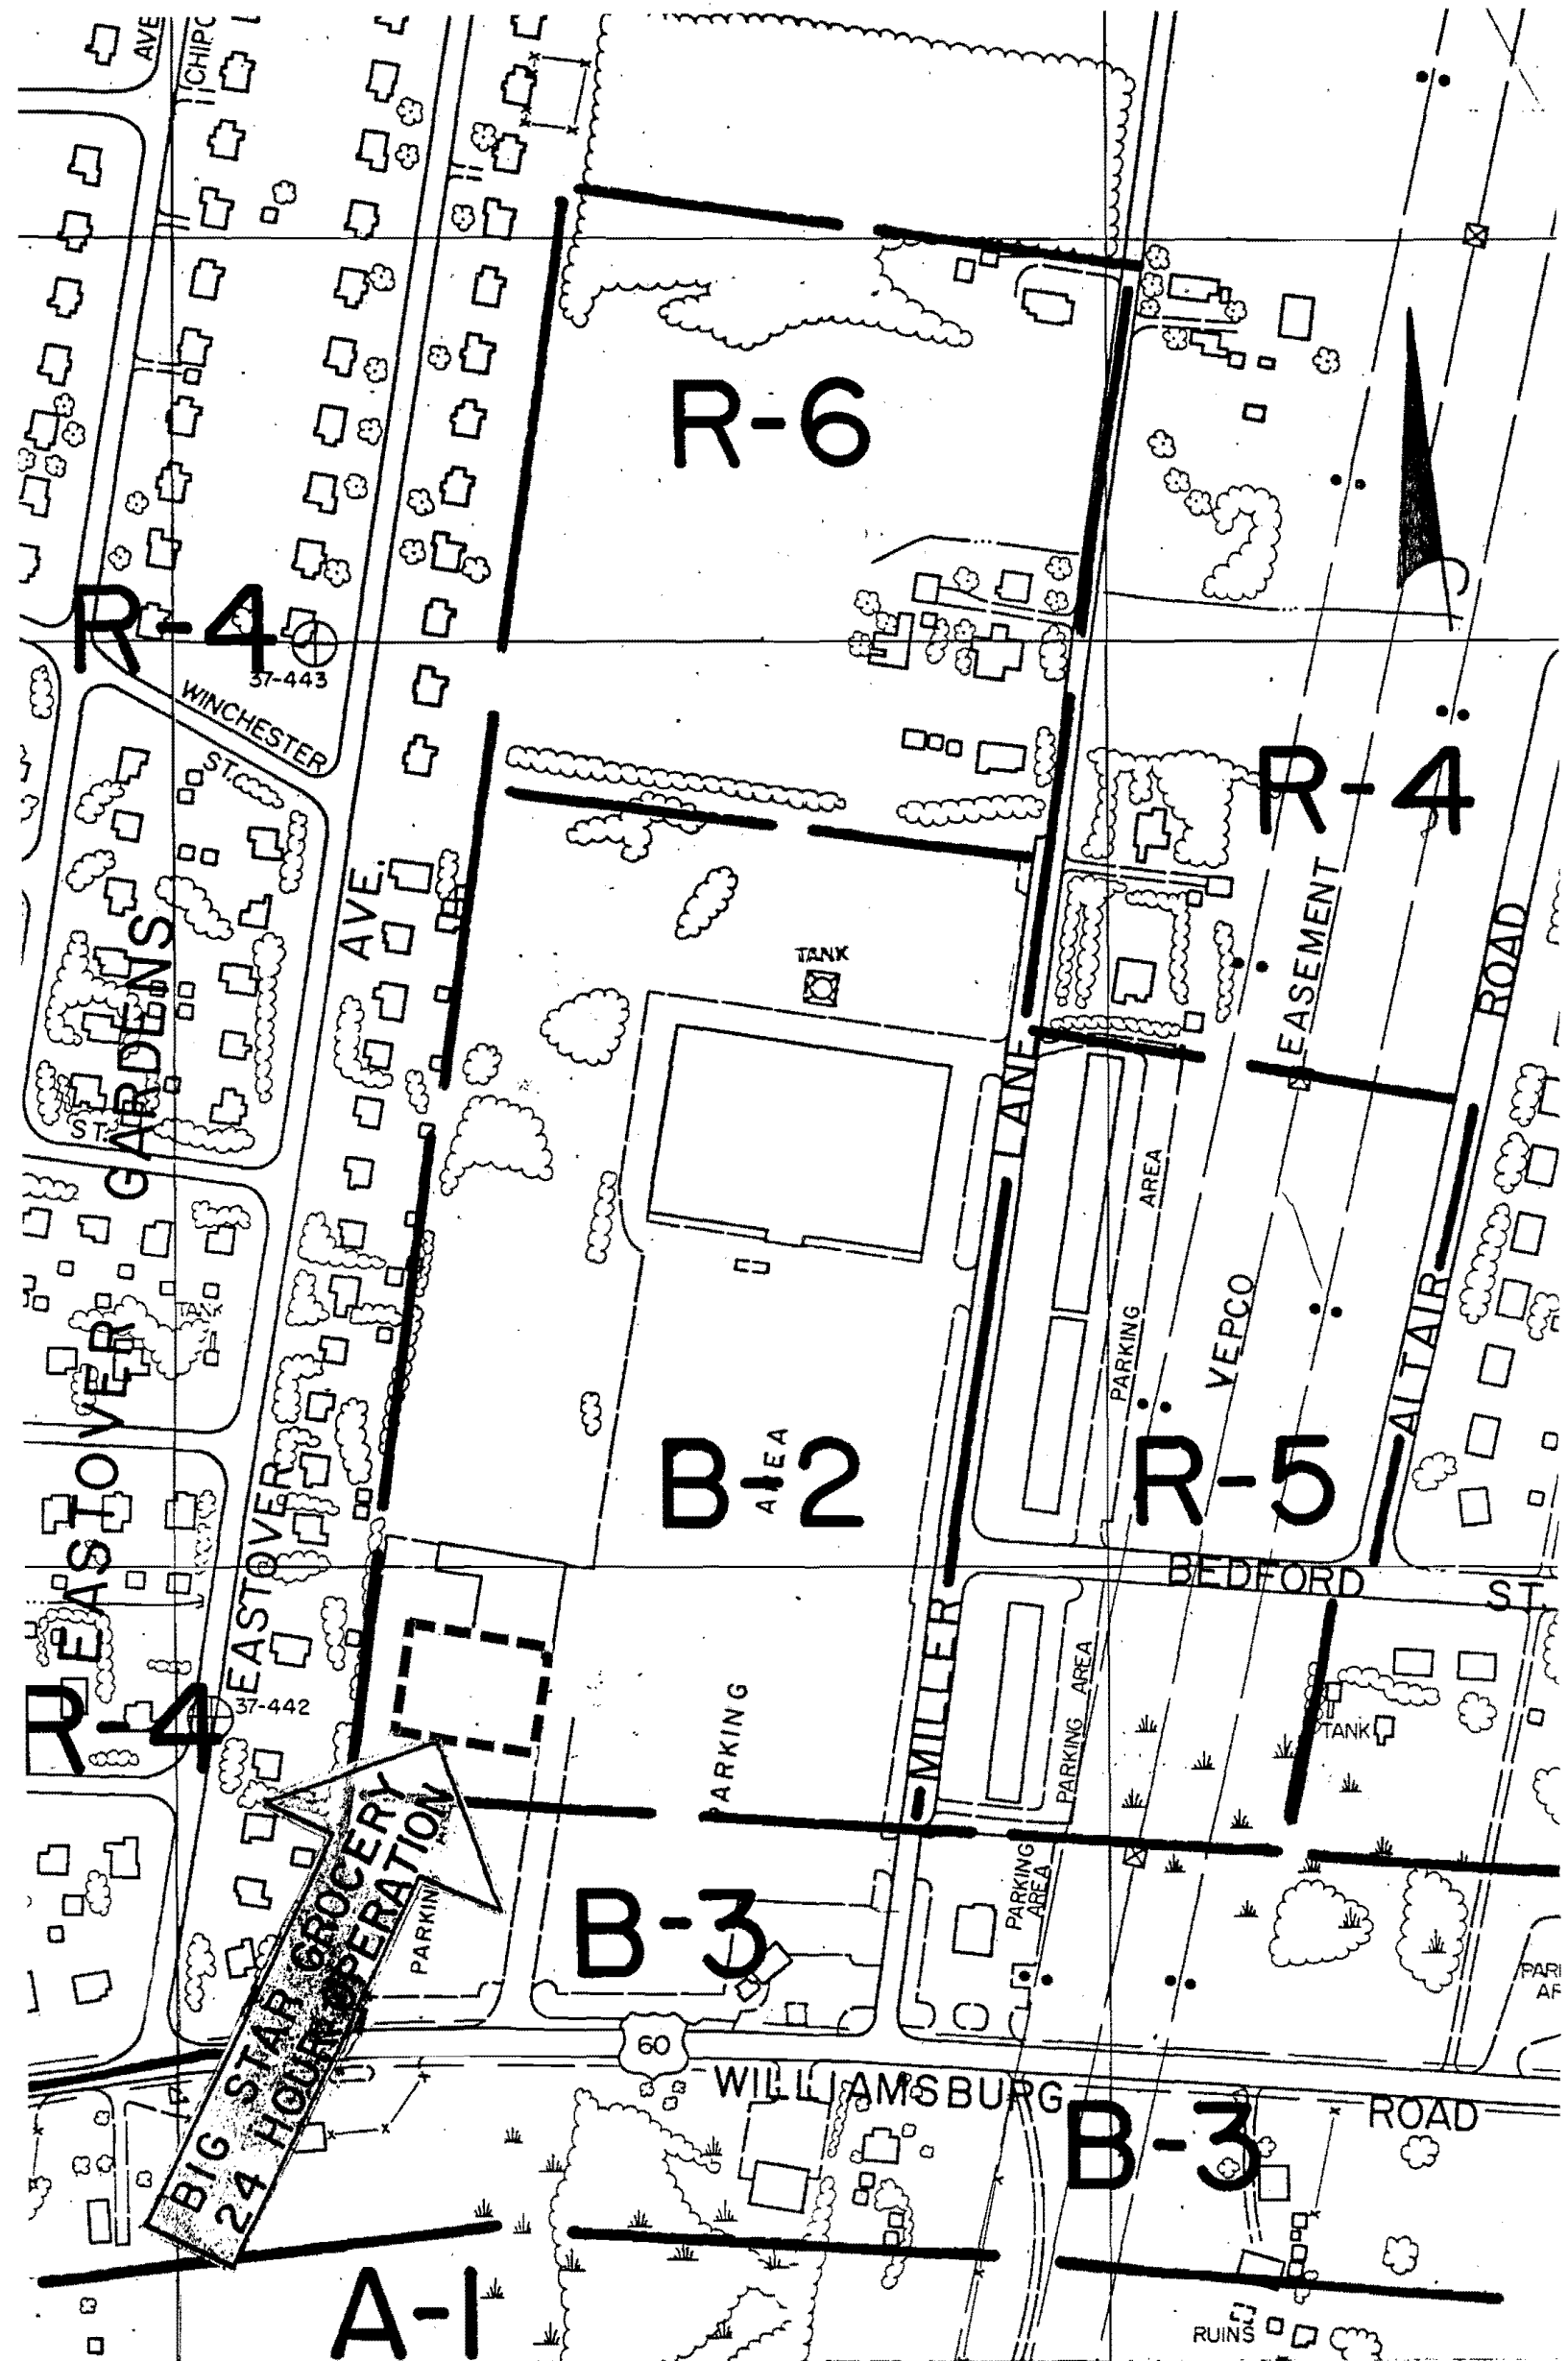 AVE
R-6
R-4
37-443
WINCHESTER
ST.
R-4
AVE.
EASEMENT
ROAD
TANK
GARDENS
LANE
ST.
AREA
TANK
VEPCO
PARKING
ALTAIR
EASTOVER
B-2
AREA
R-5
EASTOVER
BEDFORD ST.
MILLER
PARKING AREA
R-4
37-442
PARKING
TANK
BIG STAR GROCERY
24 HOUR OPERATION
PARKING
B-3
PARKING
AREA
60
WILLIAMSBURG ROAD
B-3
A-1
RUINS